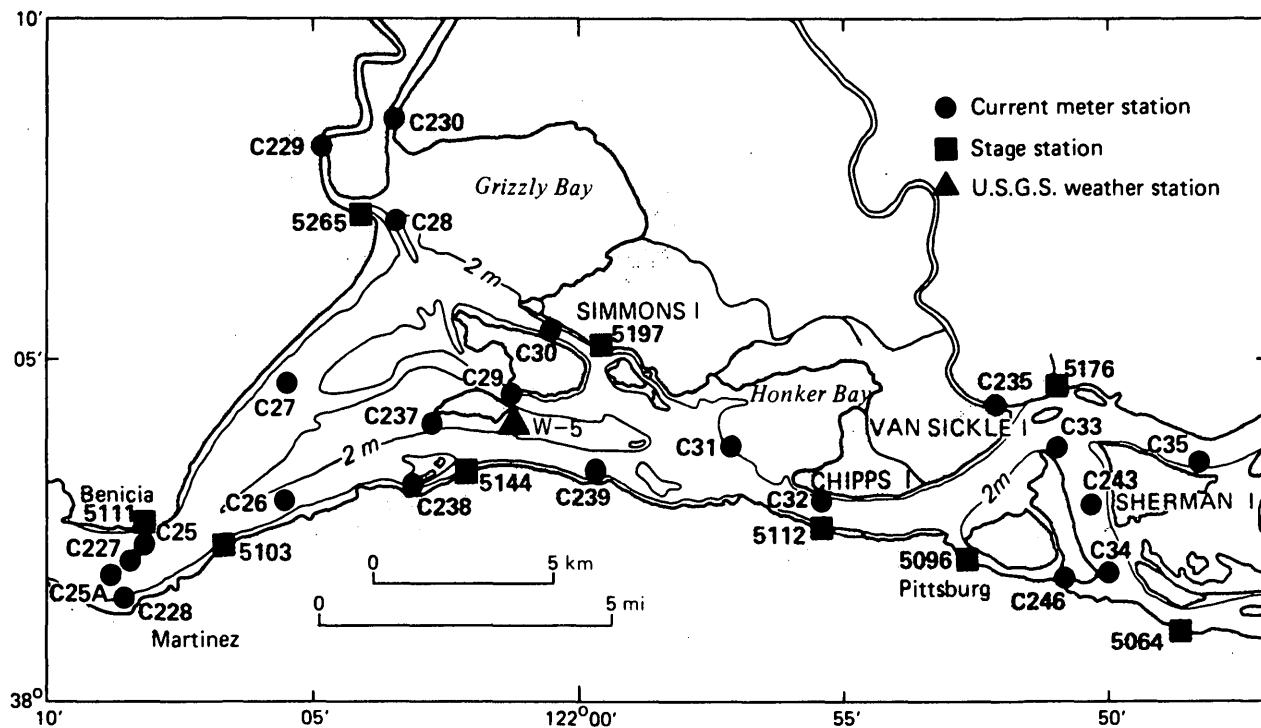 10'
C230
C229
Current meter station
Stage station
U.S.G.S. weather station
Grizzly Bay
5265
C28
2 m
SIMMONS I
5197
C30
05'
C29
C27
Honker Bay
C235
5176
C237
W-5
VAN SICKLE I
C33
C31
C35
2 m
CHIPPS I
2m
C243
SHERMAN I
C26
C238
5144
C239
C32
Benicia
5111
C25
5103
5112
C227
5096
C34
C25A
C228
0 5 km
Pittsburg
C246
0 5 mi
Martinez
5064
38°
10' 05' 122°00' 55' 50'